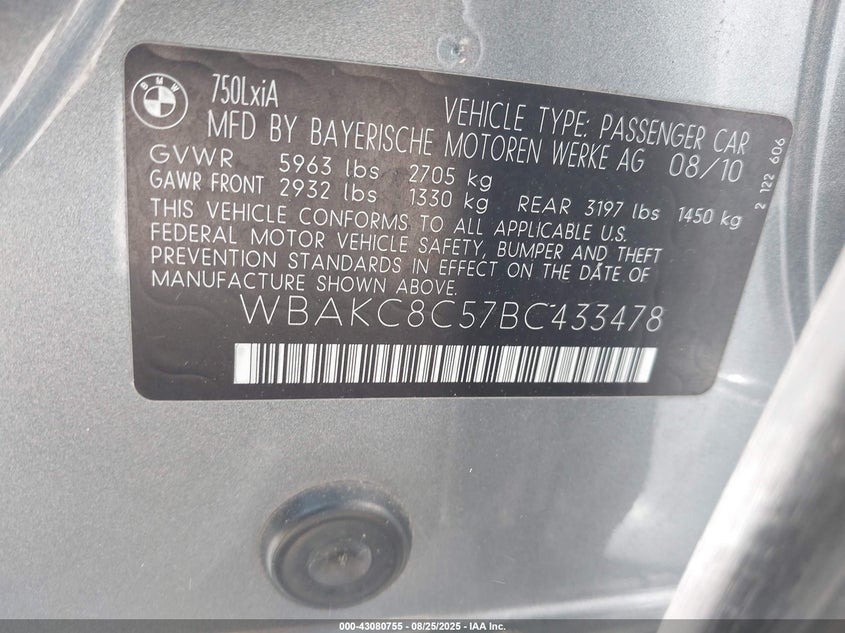 BMW
750LxiA
VEHICLE TYPE: PASSENGER CAR
MFD BY BAYERISCHE MOTOREN WERKE AG 08/10
GVWR 5963 lbs 2705 kg
GAWR FRONT 2932 lbs 1330 kg REAR 3197 lbs 1450 kg
THIS VEHICLE CONFORMS TO ALL APPLICABLE U.S.
FEDERAL MOTOR VEHICLE SAFETY, BUMPER AND THEFT
PREVENTION STANDARDS IN EFFECT ON THE DATE OF
MANUFACTURE SHOWN ABOVE.
WBAKC8C57BC433478
2 122 606
000-43080755 - 08/25/2025 - IAA Inc.